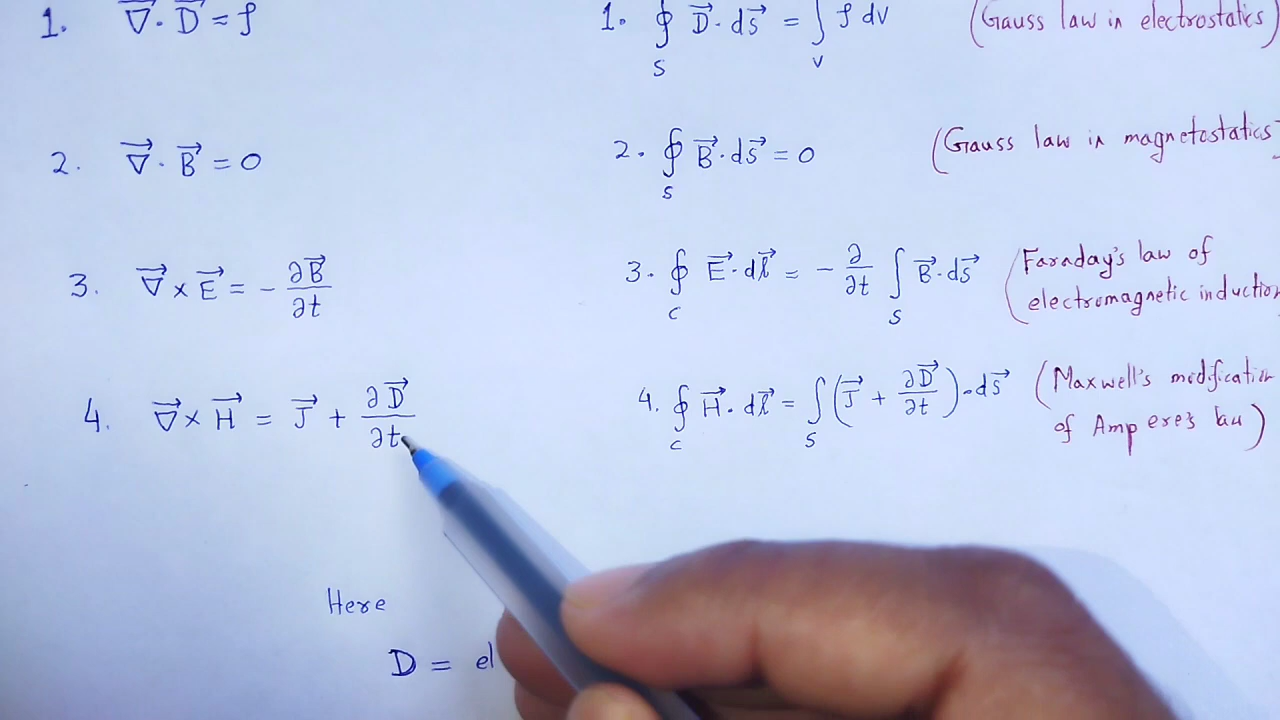 1. ∇⃗ · D⃗ = ρ
1. ∮_S D⃗ · ds⃗ = ∫_V ρ dv (Gauss law in electrostatics)
2. ∇⃗ · B⃗ = 0
2. ∮_S B⃗ · ds⃗ = 0 (Gauss law in magnetostatics
3. ∇⃗ × E⃗ = - ∂B⃗/∂t
3. ∮_C E⃗ · dl⃗ = - ∂/∂t ∫_S B⃗ · ds⃗ (Faraday's law of
electromagnetic induction
4. ∇⃗ × H⃗ = J⃗ + ∂D⃗/∂t
4. ∮_C H⃗ · dl⃗ = ∫_S (J⃗ + ∂D⃗/∂t) · ds⃗ (Maxwell's modification
of Ampere's law)
Here
D = el